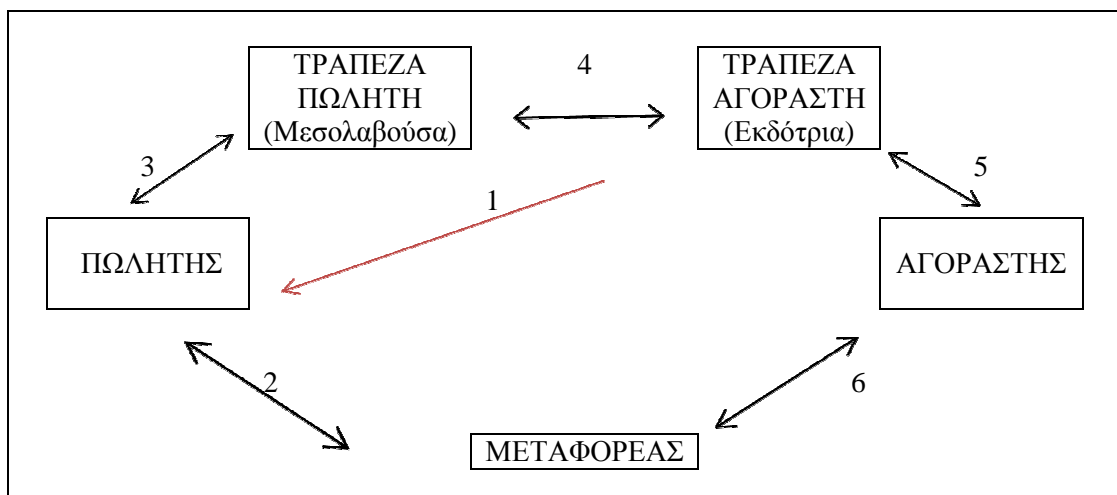 ΤΡΑΠΕΖΑ
ΠΩΛΗΤΗ
(Μεσολαβούσα)
4
ΤΡΑΠΕΖΑ
ΑΓΟΡΑΣΤΗ
(Εκδότρια)
3
1
5
ΠΩΛΗΤΗΣ
ΑΓΟΡΑΣΤΗΣ
2
6
ΜΕΤΑΦΟΡΕΑΣ